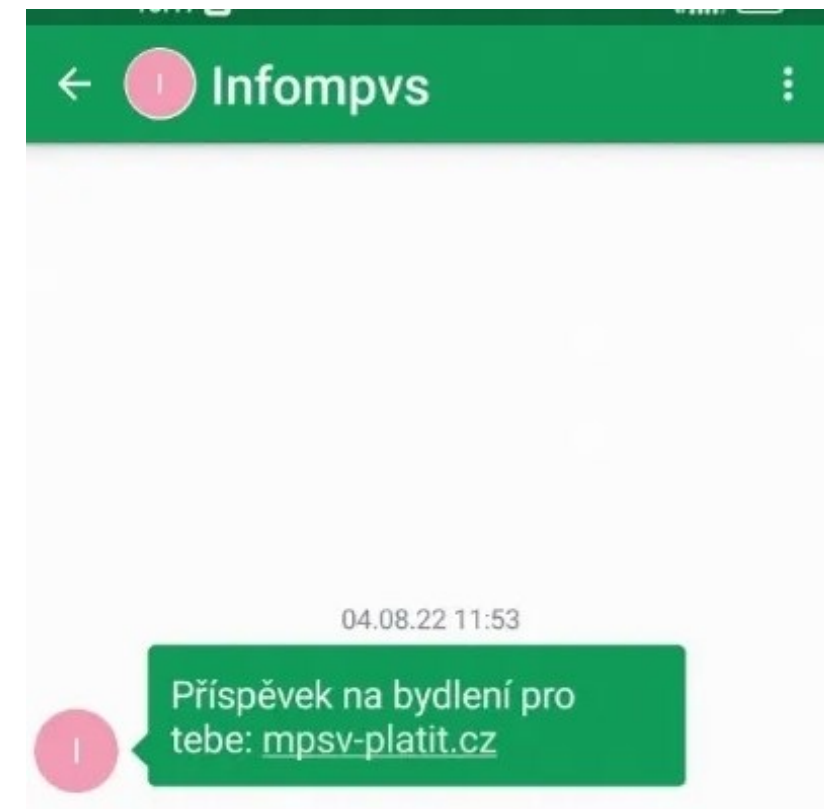 Infompvs
04.08.22 11:53
Příspěvek na bydlení pro
tebe: mpsv-platit.cz